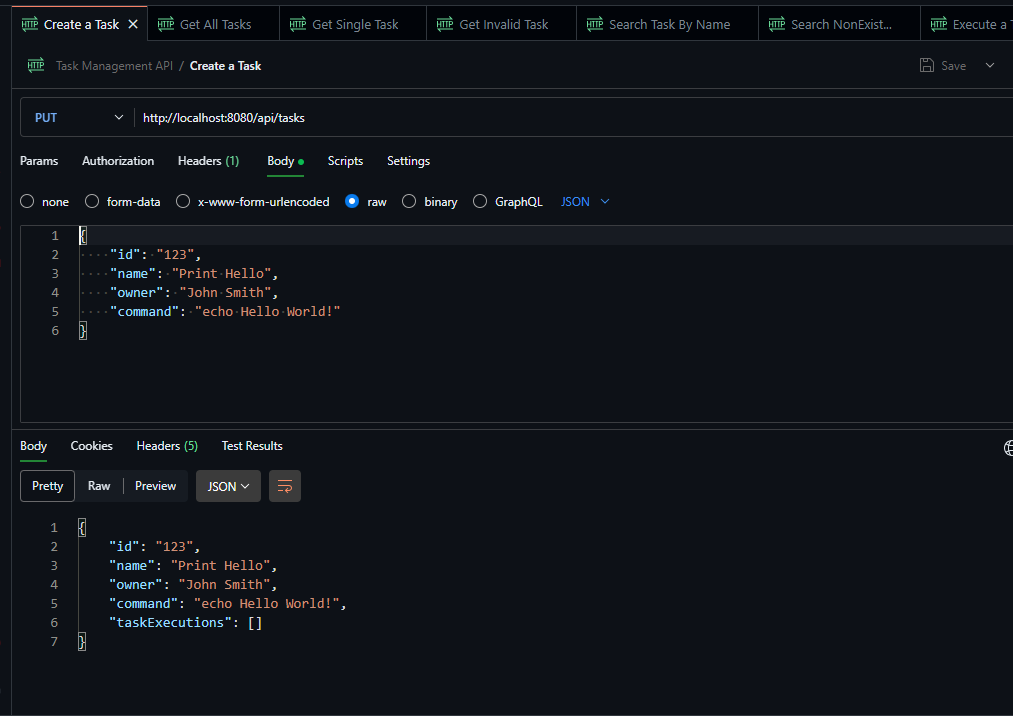 HTTP Create a Task HTTP Get All Tasks HTTP Get Single Task HTTP Get Invalid Task HTTP Search Task By Name HTTP Search NonExist... HTTP Execute a
HTTP Task Management API / Create a Task Save
PUT http://localhost:8080/api/tasks
Params Authorization Headers (1) Body Scripts Settings
none form-data x-www-form-urlencoded raw binary GraphQL JSON
1 {
2 "id": "123",
3 "name": "Print Hello",
4 "owner": "John Smith",
5 "command": "echo Hello World!"
6 }
Body Cookies Headers (5) Test Results
Pretty Raw Preview JSON
1 {
2 "id": "123",
3 "name": "Print Hello",
4 "owner": "John Smith",
5 "command": "echo Hello World!",
6 "taskExecutions": []
7 }